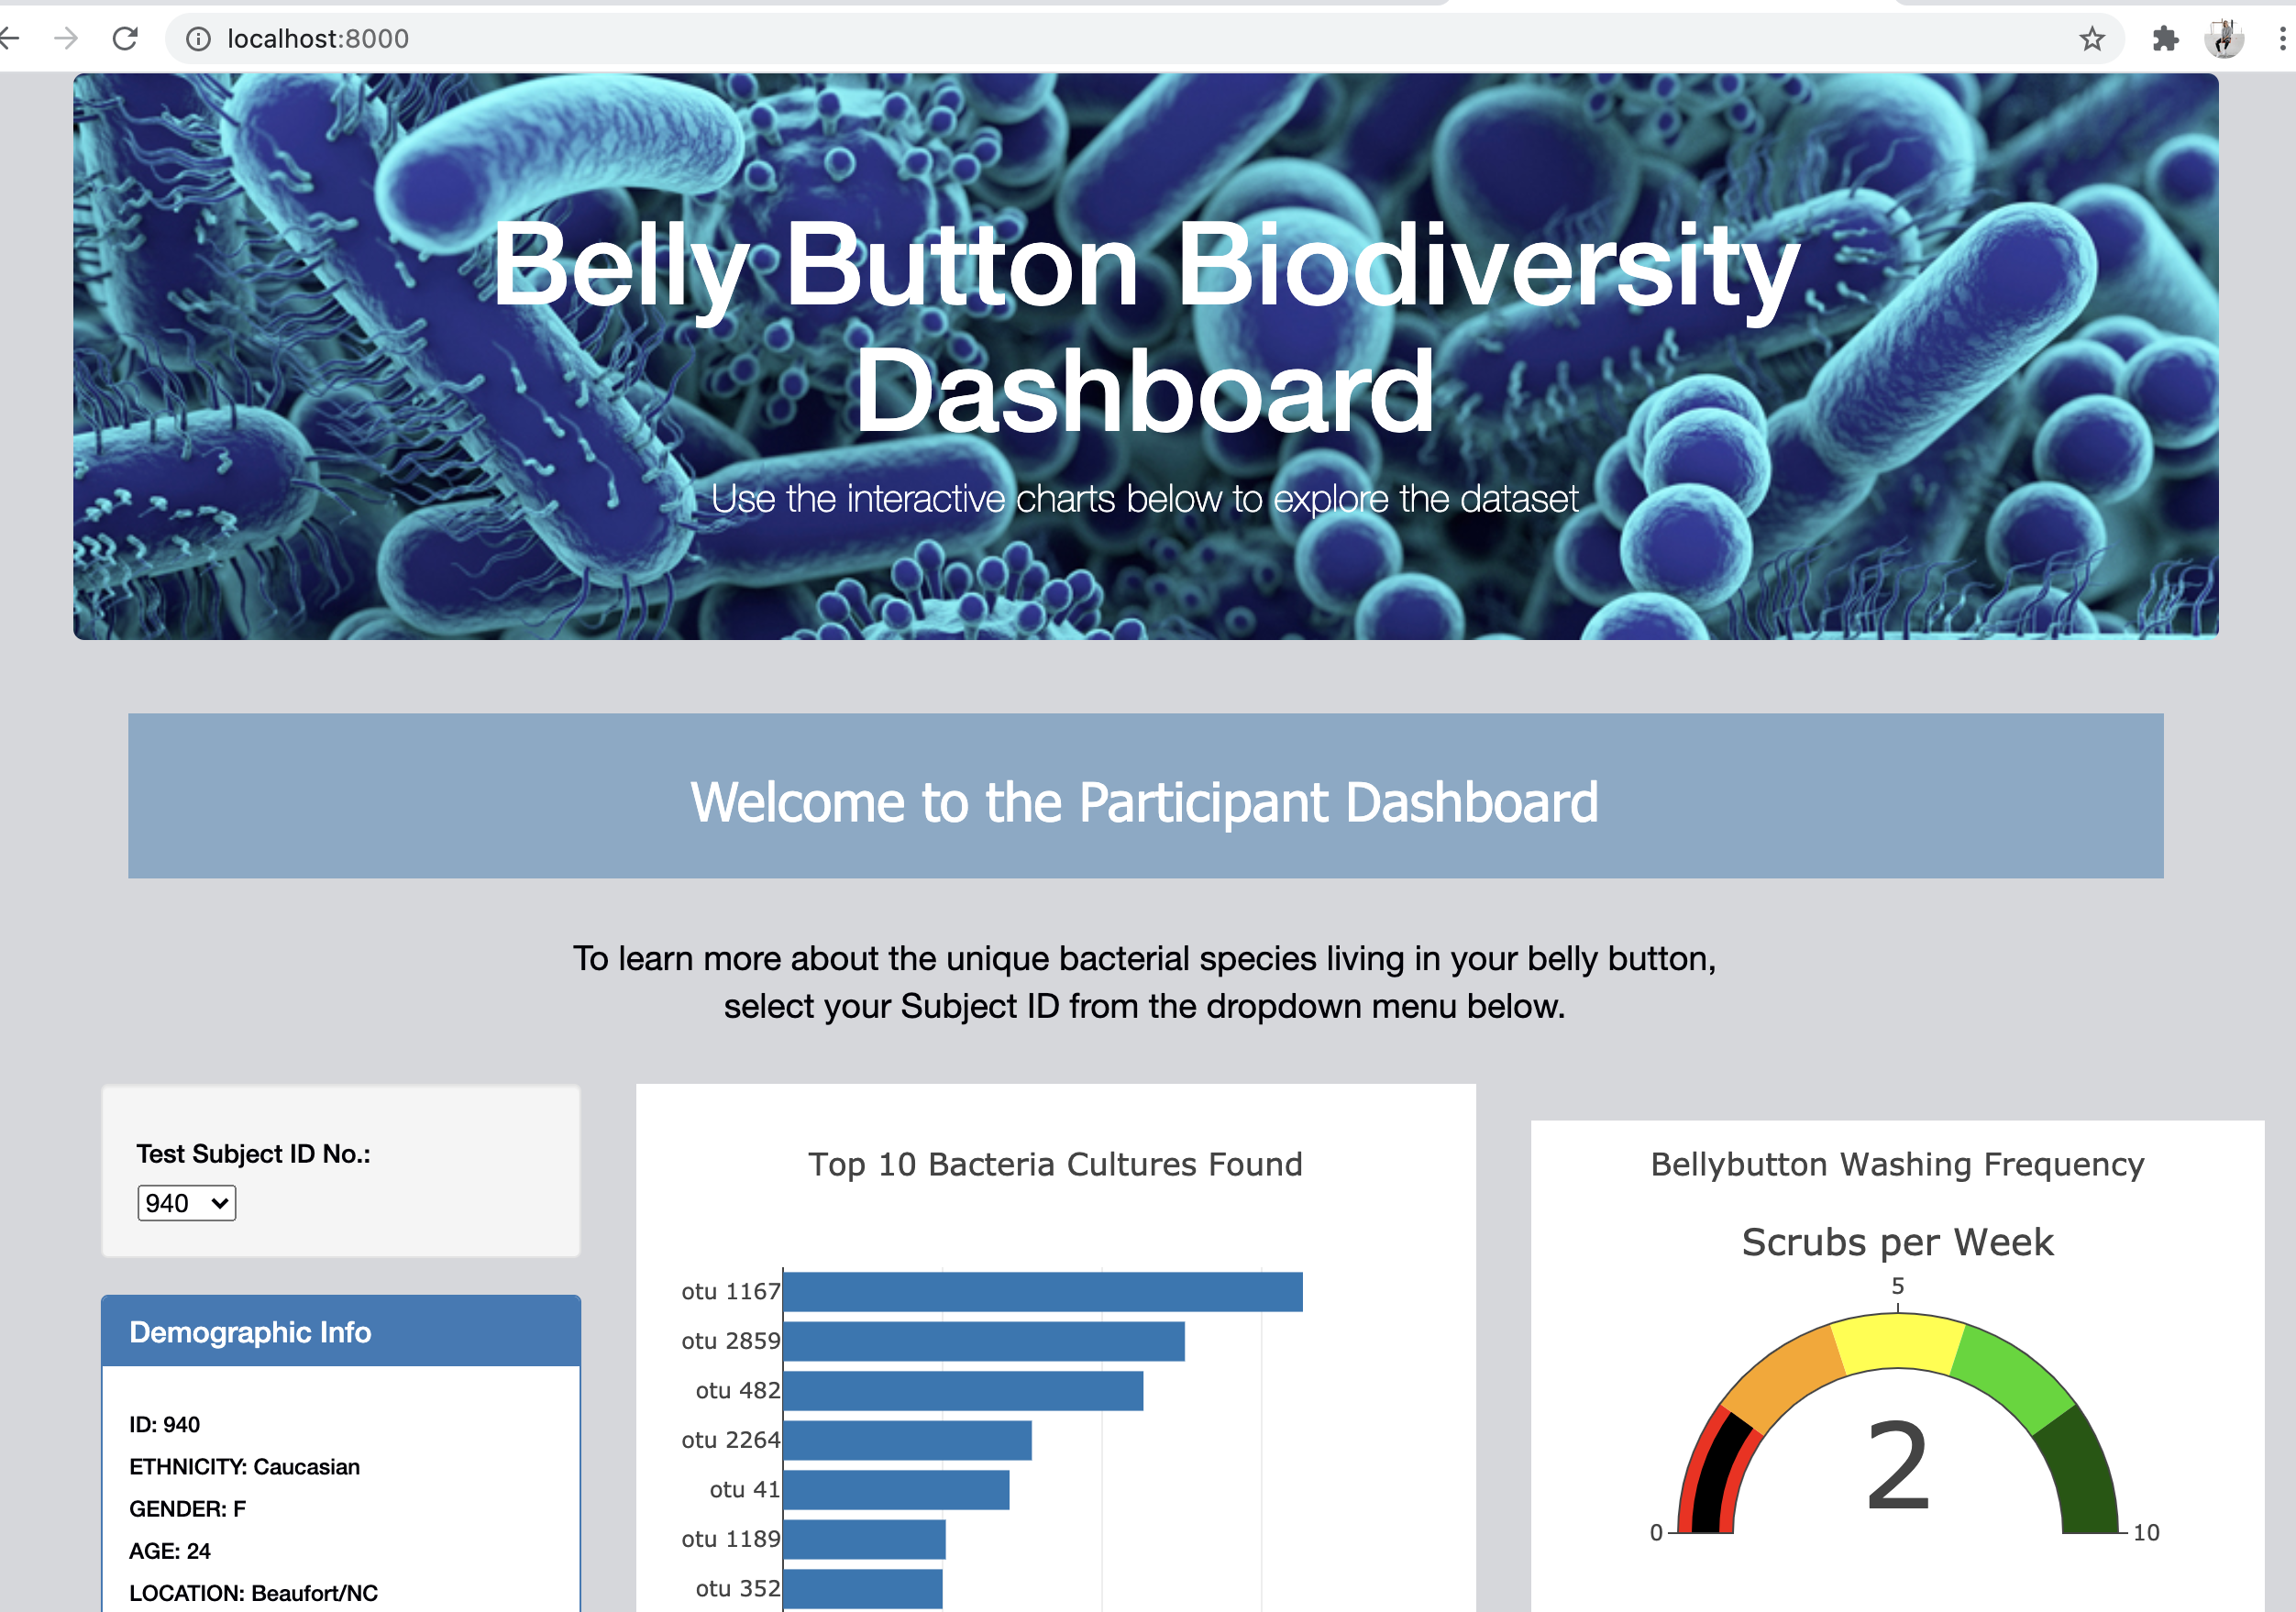 localhost:8000
Belly Button Biodiversity
Dashboard
Use the interactive charts below to explore the dataset
Welcome to the Participant Dashboard
To learn more about the unique bacterial species living in your belly button,
select your Subject ID from the dropdown menu below.
Test Subject ID No.:
940
Demographic Info
ID: 940
ETHNICITY: Caucasian
GENDER: F
AGE: 24
LOCATION: Beaufort/NC
Top 10 Bacteria Cultures Found
otu 1167
otu 2859
otu 482
otu 2264
otu 41
otu 1189
otu 352
Bellybutton Washing Frequency
Scrubs per Week
5
2
0
10